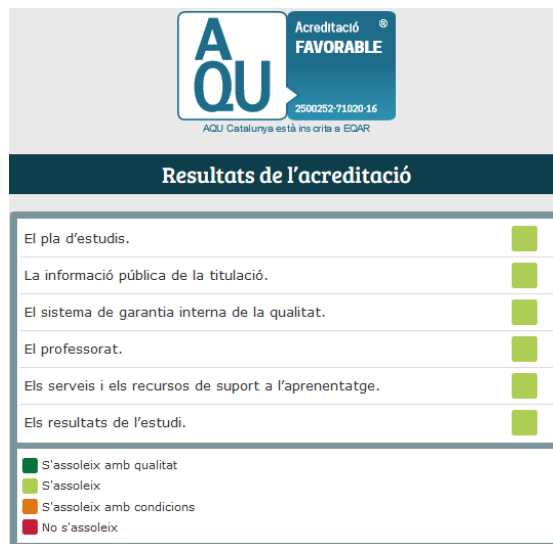 AQU
Acreditació ®
FAVORABLE
2500252-71020-16
AQU Catalunya està inscrita a EQAR
Resultats de l'acreditació
El pla d'estudis.
La informació pública de la titulació.
El sistema de garantia interna de la qualitat.
El professorat.
Els serveis i els recursos de suport a l'aprenentatge.
Els resultats de l'estudi.
S'assoleix amb qualitat
S'assoleix
S'assoleix amb condicions
No s'assoleix